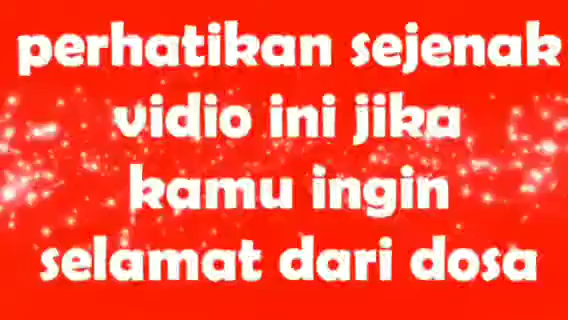 perhatikan sejenak
vidio ini jika
kamu ingin
selamat dari dosa